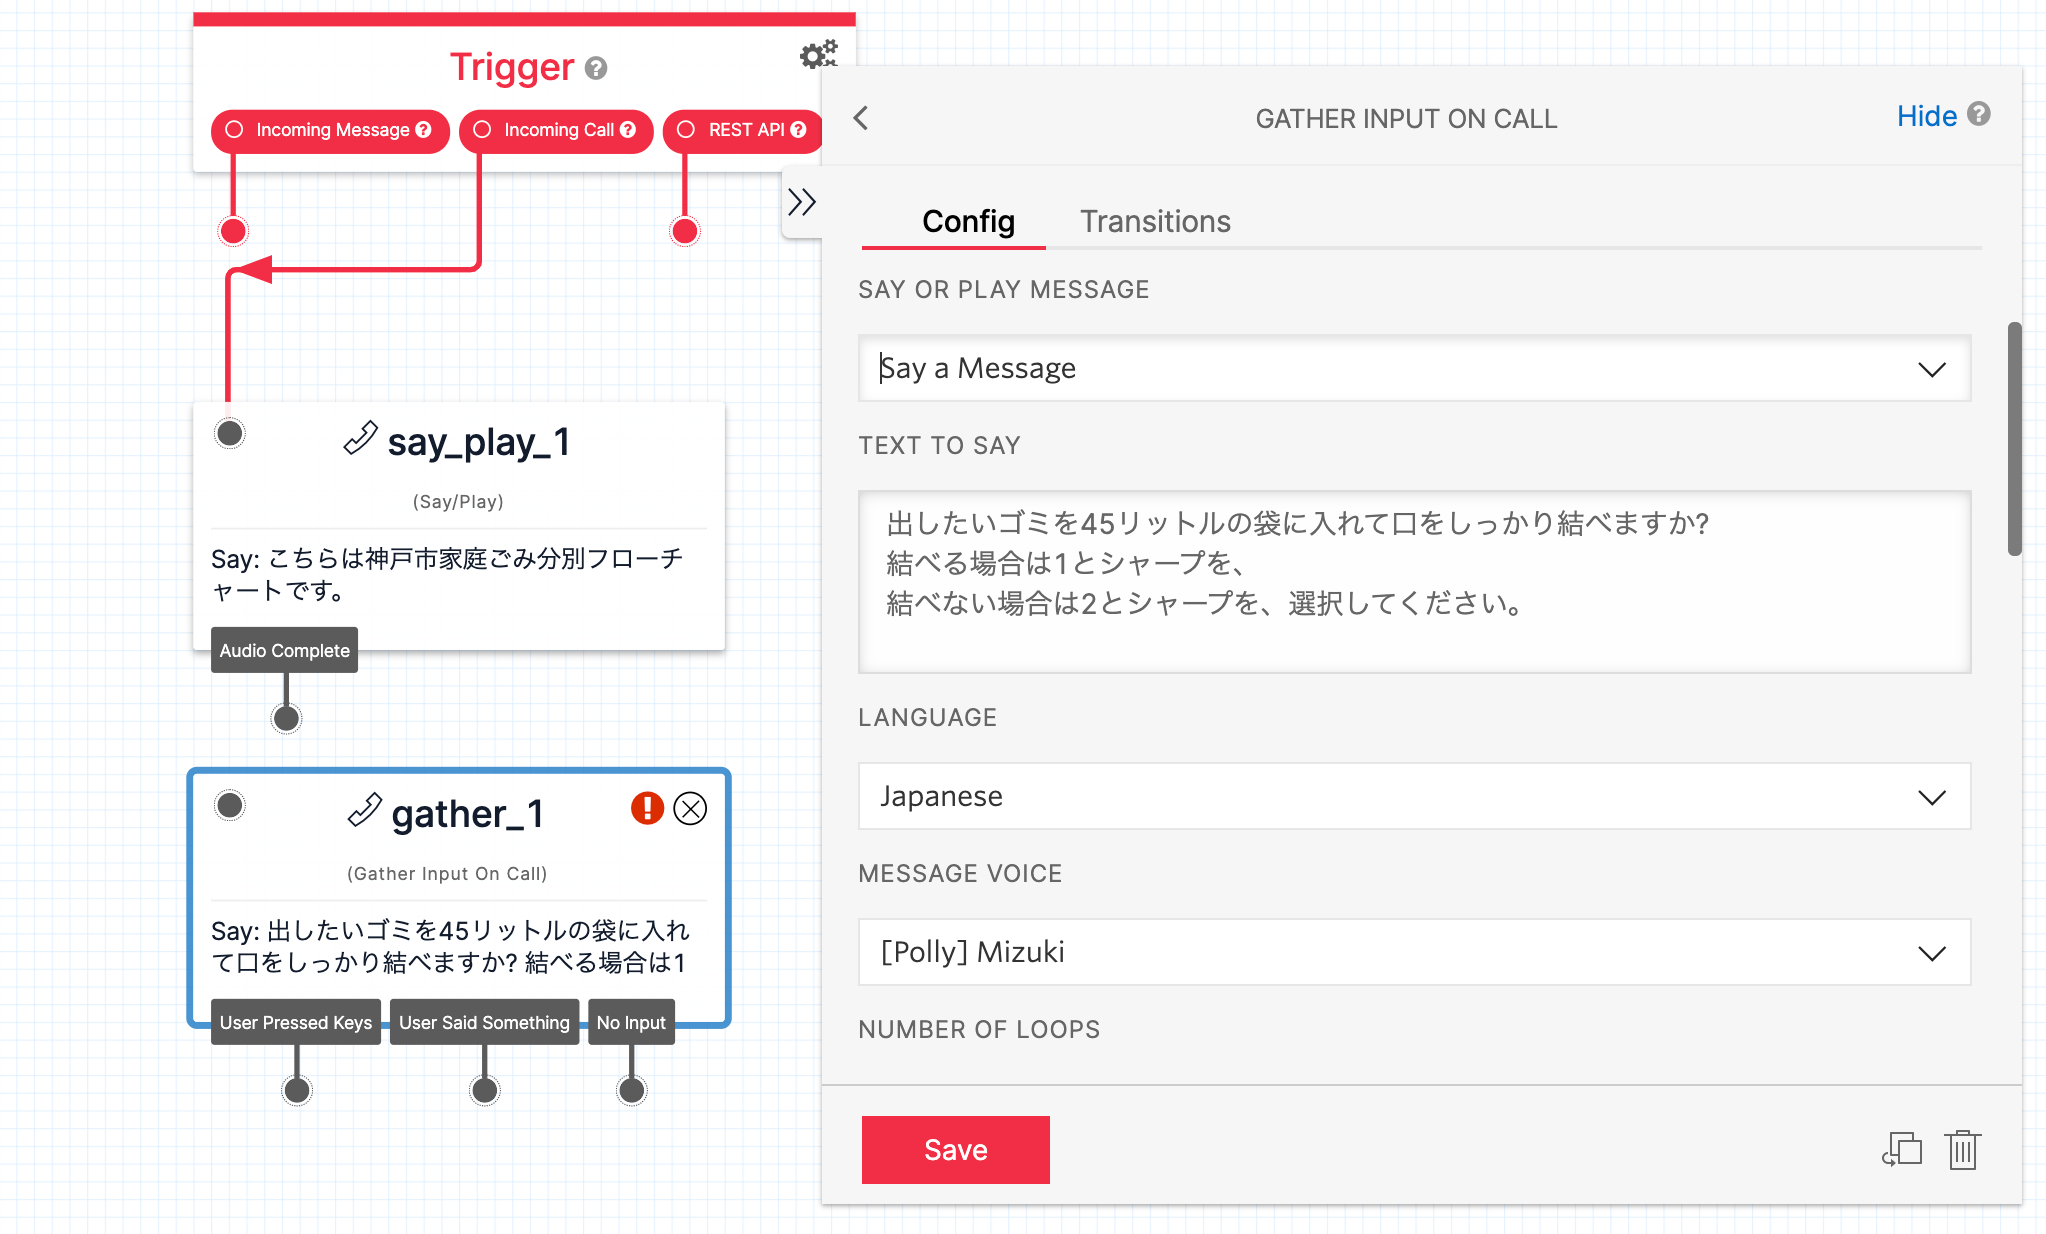 Trigger
Incoming Message
Incoming Call
REST API
say_play_1
(Say/Play)
Say: こちらは神戸市家庭ごみ分別フローチ
ャートです。
Audio Complete
gather_1
(Gather Input On Call)
Say: 出したいゴミを45リットルの袋に入れ
て口をしっかり結べますか? 結べる場合は1
User Pressed Keys
User Said Something
No Input
GATHER INPUT ON CALL
Hide
Config
Transitions
SAY OR PLAY MESSAGE
Say a Message
TEXT TO SAY
出したいゴミを45リットルの袋に入れて口をしっかり結べますか?
結べる場合は1とシャープを、
結べない場合は2とシャープを、選択してください。
LANGUAGE
Japanese
MESSAGE VOICE
[Polly] Mizuki
NUMBER OF LOOPS
Save